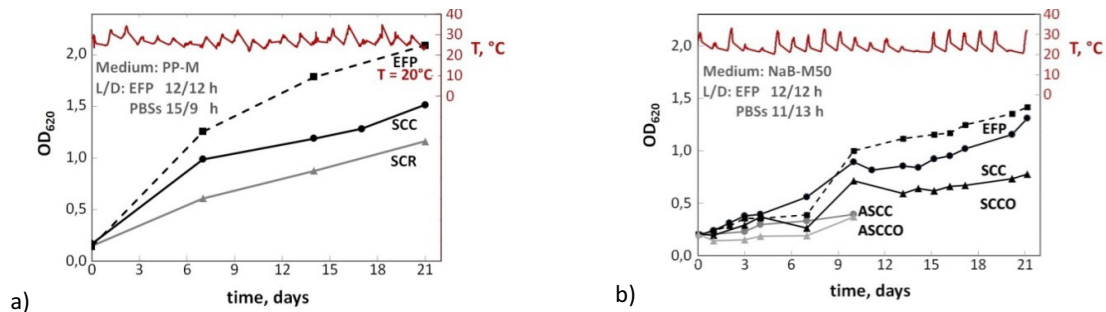 40
30
20
10
0
T, °C
2,0
1,5
1,0
0,5
0,0
OD620
Medium: PP-M
L/D: EFP 12/12 h
PBSs 15/9 h
EFP
T = 20°C
SCC
SCR
0 3 6 9 12 15 18 21
time, days
a)
40
30
20
10
0
T, °C
2,0
1,5
1,0
0,5
0,0
OD620
Medium: NaB-M50
L/D: EFP 12/12 h
PBSs 11/13 h
EFP
SCC
SCCO
ASCC
ASCCO
0 3 6 9 12 15 18 21
time, days
b)